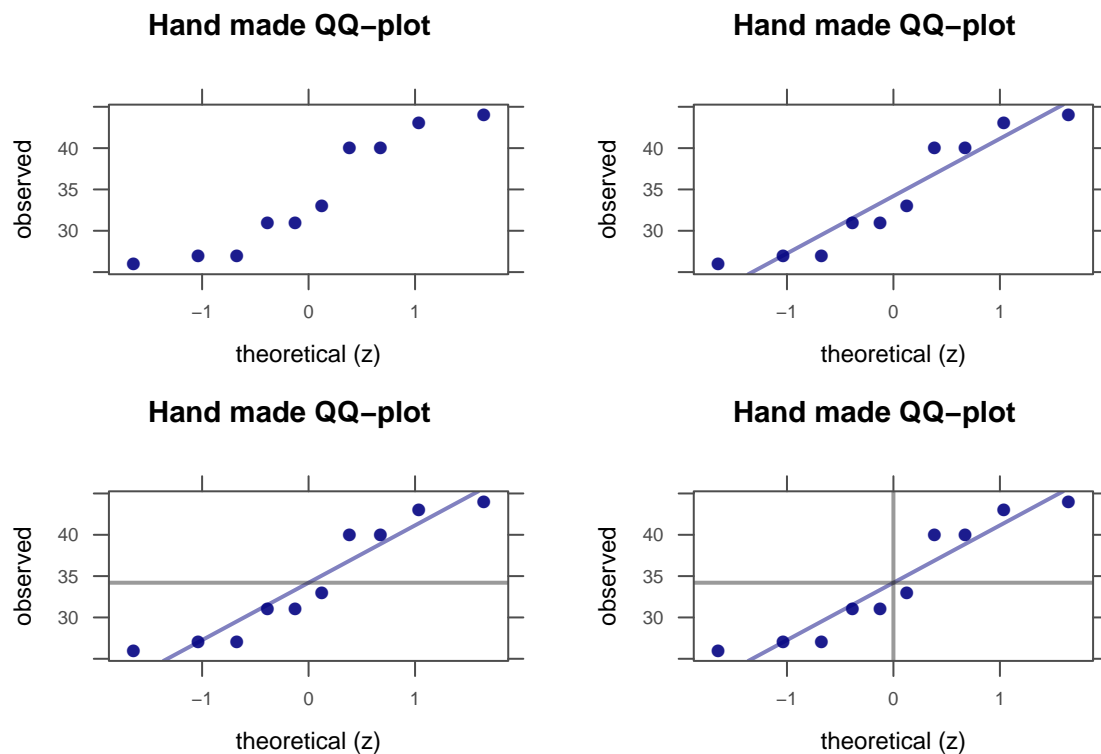 Hand made QQ−plot
observed
40
35
30
−1 0 1
theoretical (z)
Hand made QQ−plot
observed
40
35
30
−1 0 1
theoretical (z)
Hand made QQ−plot
observed
40
35
30
−1 0 1
theoretical (z)
Hand made QQ−plot
observed
40
35
30
−1 0 1
theoretical (z)